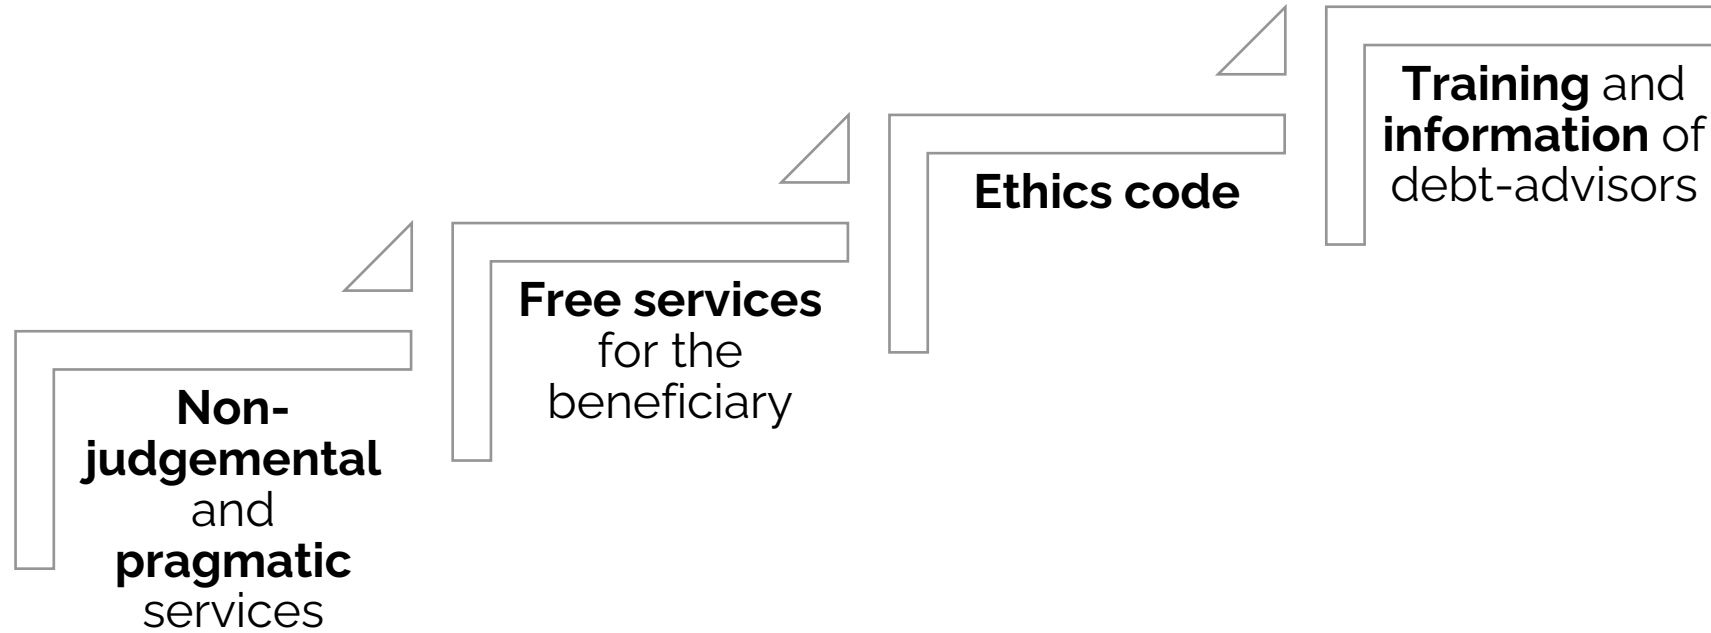 Non-
judgemental
and
pragmatic
services
Free services
for the
beneficiary
Ethics code
Training and
information of
debt-advisors